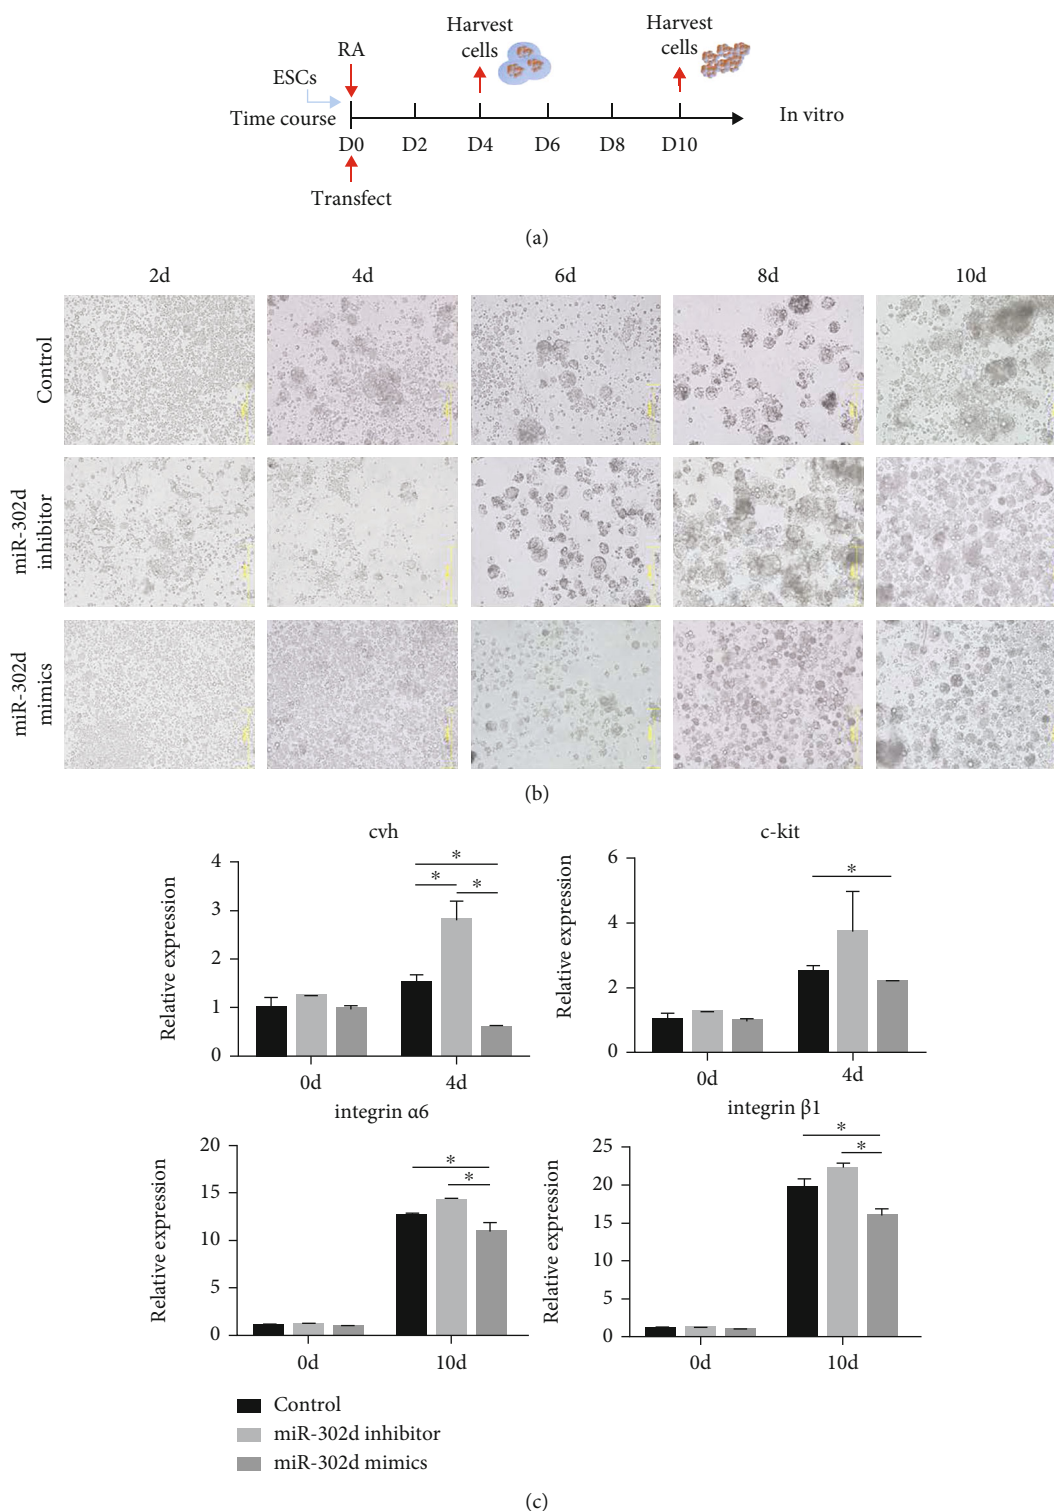 Harvest cells
Harvest cells
RA
ESCs
Time course
In vitro
D0 D2 D4 D6 D8 D10
Transfect
(a)
2d 4d 6d 8d 10d
Control
miR-302d inhibitor
miR-302d mimics
(b)
cvh
Relative expression
4
3
2
1
0
* * *
0d 4d
c-kit
Relative expression
6
4
2
0
*
0d 4d
integrin α6
Relative expression
20
15
10
5
0
* *
0d 10d
integrin β1
Relative expression
25
20
15
10
5
0
* *
0d 10d
Control
miR-302d inhibitor
miR-302d mimics
(c)